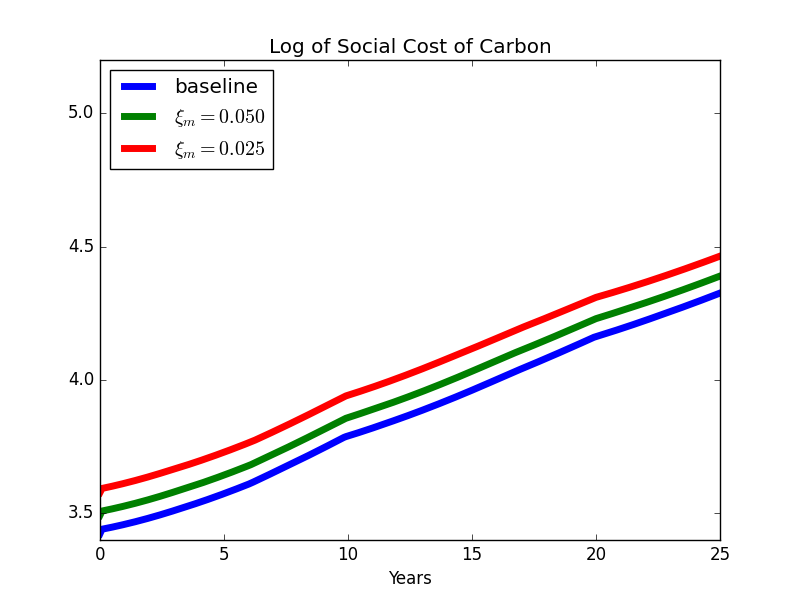 Log of Social Cost of Carbon
baseline
ξₘ = 0.050
ξₘ = 0.025
5.0
4.5
4.0
3.5
0 5 10 15 20 25
Years